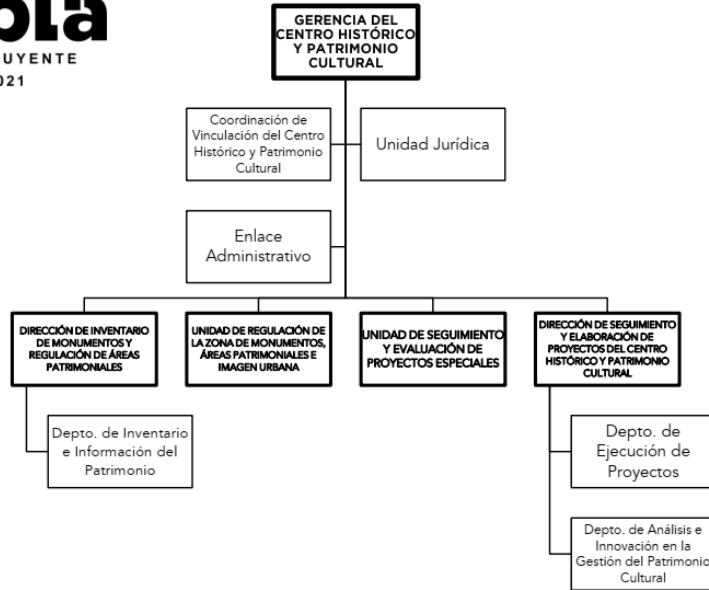 UYENTE
021
GERENCIA DEL
CENTRO HISTÓRICO
Y PATRIMONIO
CULTURAL
Coordinación de
Vinculación del Centro
Histórico y Patrimonio
Cultural
Unidad Jurídica
Enlace
Administrativo
DIRECCIÓN DE INVENTARIO
DE MONUMENTOS Y
REGULACIÓN DE ÁREAS
PATRIMONIALES
UNIDAD DE REGULACIÓN DE
LA ZONA DE MONUMENTOS,
ÁREAS PATRIMONIALES E
IMAGEN URBANA
UNIDAD DE SEGUIMIENTO
Y EVALUACIÓN DE
PROYECTOS ESPECIALES
DIRECCIÓN DE SEGUIMIENTO
Y ELABORACIÓN DE
PROYECTOS DEL CENTRO
HISTÓRICO Y PATRIMONIO
CULTURAL
Depto. de Inventario
e Información del
Patrimonio
Depto. de
Ejecución de
Proyectos
Depto. de Análisis e
Innovación en la
Gestión del Patrimonio
Cultural